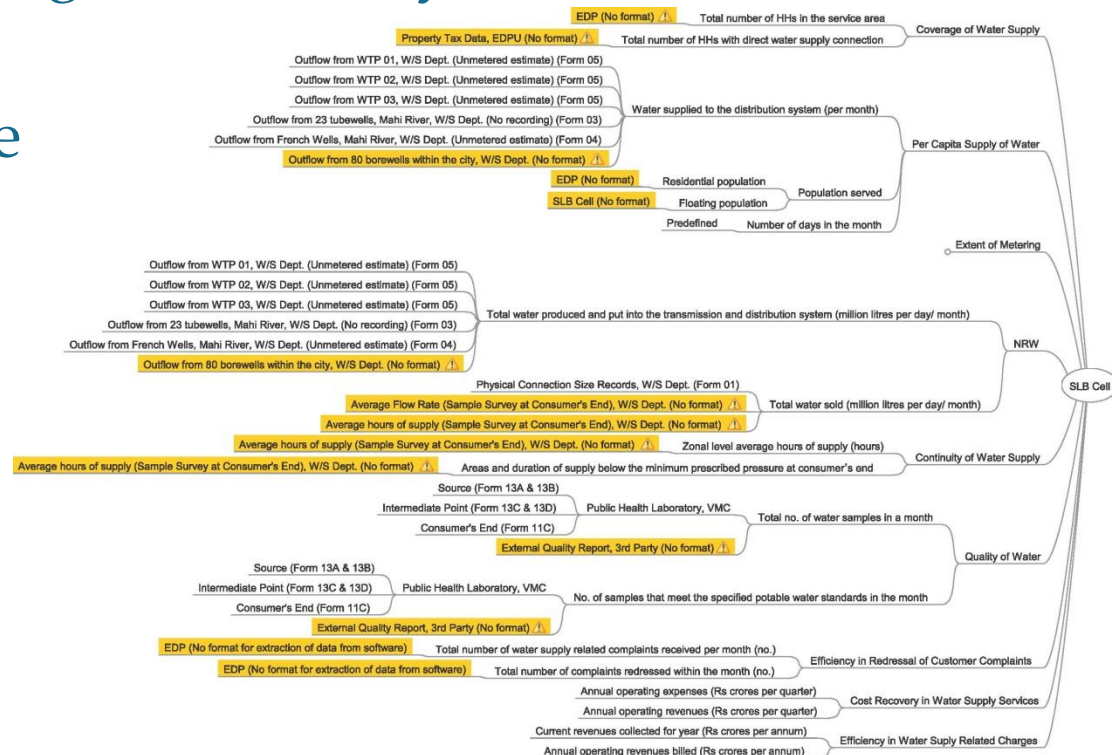 EDP (No format) Total number of HHs in the service area
Coverage of Water Supply
Property Tax Data, EDPU (No format) Total number of HHs with direct water supply connection
Outflow from WTP 01, W/S Dept. (Unmetered estimate) (Form 05)
Outflow from WTP 02, W/S Dept. (Unmetered estimate) (Form 05)
Outflow from WTP 03, W/S Dept. (Unmetered estimate) (Form 05)
Water supplied to the distribution system (per month)
Outflow from 23 tubewells, Mahi River, W/S Dept. (No recording) (Form 03)
Outflow from French Wells, Mahi River, W/S Dept. (Unmetered estimate) (Form 04)
Per Capita Supply of Water
Outflow from 80 borewells within the city, W/S Dept. (No format)
EDP (No format) Residential population
Population served
SLB Cell (No format) Floating population
Predefined Number of days in the month
Extent of Metering
Outflow from WTP 01, W/S Dept. (Unmetered estimate) (Form 05)
Outflow from WTP 02, W/S Dept. (Unmetered estimate) (Form 05)
Outflow from WTP 03, W/S Dept. (Unmetered estimate) (Form 05)
Total water produced and put into the transmission and distribution system (million litres per day/ month)
Outflow from 23 tubewells, Mahi River, W/S Dept. (No recording) (Form 03)
Outflow from French Wells, Mahi River, W/S Dept. (Unmetered estimate) (Form 04)
NRW
Outflow from 80 borewells within the city, W/S Dept. (No format)
SLB Cell
Physical Connection Size Records, W/S Dept. (Form 01)
Average Flow Rate (Sample Survey at Consumer's End), W/S Dept. (No format) Total water sold (million litres per day/ month)
Average hours of supply (Sample Survey at Consumer's End), W/S Dept. (No format)
Average hours of supply (Sample Survey at Consumer's End), W/S Dept. (No format) Zonal level average hours of supply (hours)
Continuity of Water Supply
Average hours of supply (Sample Survey at Consumer's End), W/S Dept. (No format) Areas and duration of supply below the minimum prescribed pressure at consumer's end
Source (Form 13A & 13B)
Intermediate Point (Form 13C & 13D) Public Health Laboratory, VMC
Total no. of water samples in a month
Consumer's End (Form 11C)
External Quality Report, 3rd Party (No format)
Quality of Water
Source (Form 13A & 13B)
Intermediate Point (Form 13C & 13D) Public Health Laboratory, VMC
No. of samples that meet the specified potable water standards in the month
Consumer's End (Form 11C)
External Quality Report, 3rd Party (No format)
EDP (No format for extraction of data from software) Total number of water supply related complaints received per month (no.)
Efficiency in Redressal of Customer Complaints
EDP (No format for extraction of data from software) Total number of complaints redressed within the month (no.)
Annual operating expenses (Rs crores per quarter)
Cost Recovery in Water Supply Services
Annual operating revenues (Rs crores per quarter)
Current revenues collected for year (Rs crores per annum)
Efficiency in Water Suply Related Charges
Annual operating revenues billed (Rs crores per annum)